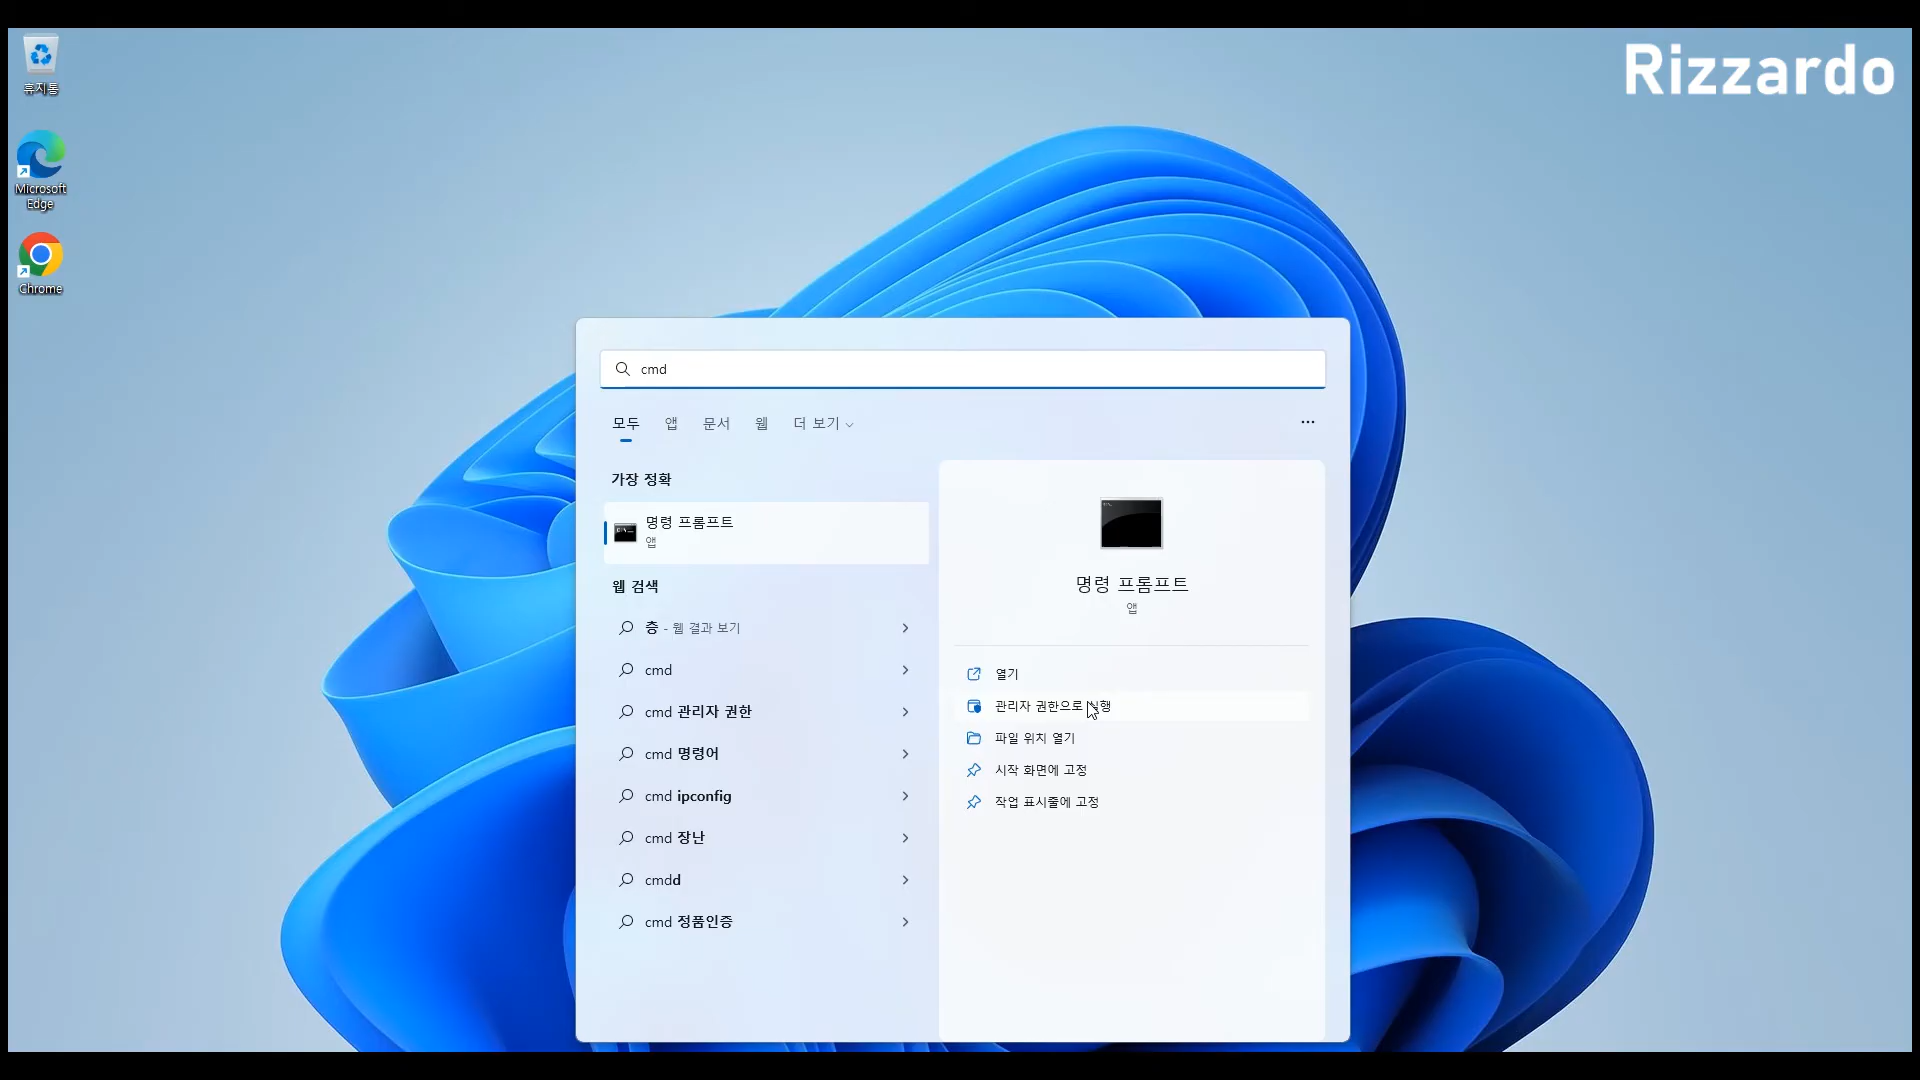 Rizzardo
휴지통
Microsoft
Edge
Chrome
cmd
모두 앱 문서 웹 더 보기
가장 정확
명령 프롬프트
앱
웹 검색
층 - 웹 결과 보기
cmd
cmd 관리자 권한
cmd 명령어
cmd ipconfig
cmd 장난
cmdd
cmd 정품인증
명령 프롬프트
앱
열기
관리자 권한으로 실행
파일 위치 열기
시작 화면에 고정
작업 표시줄에 고정